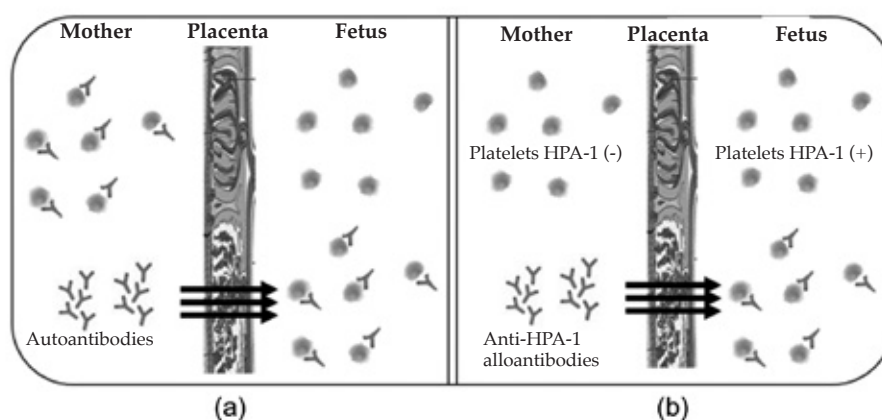 Mother Placenta Fetus
Autoantibodies
(a)
Mother Placenta Fetus
Platelets HPA-1 (-) Platelets HPA-1 (+)
Anti-HPA-1
alloantibodies
(b)